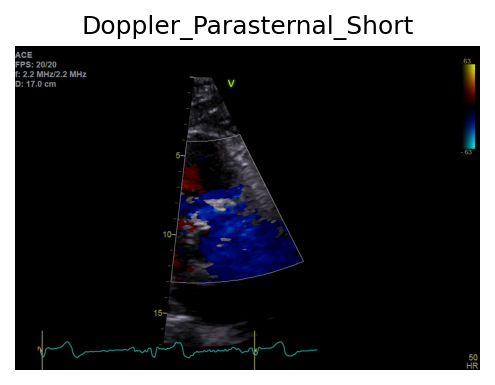 Doppler_Parasternal_Short
ACE
FPS: 20/20
f: 2.2 MHz/2.2 MHz
D: 17.0 cm
V
63
-63
5
10
15
50
HR